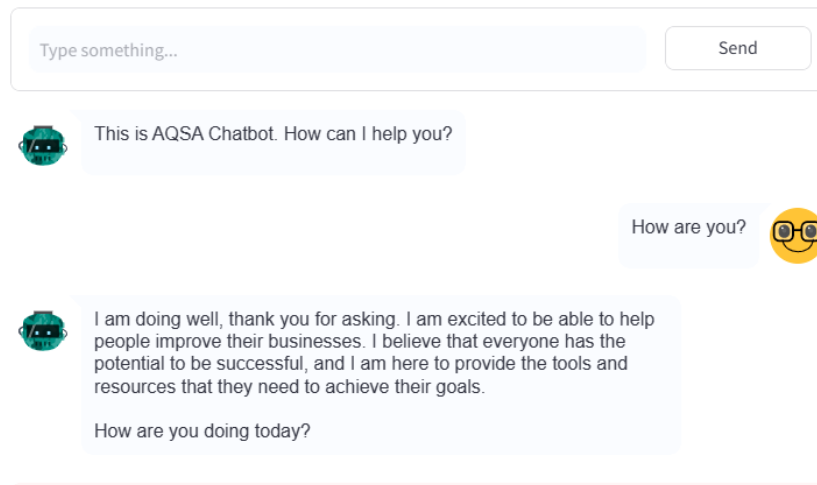 Type something...
Send
This is AQSA Chatbot. How can I help you?
How are you?
I am doing well, thank you for asking. I am excited to be able to help
people improve their businesses. I believe that everyone has the
potential to be successful, and I am here to provide the tools and
resources that they need to achieve their goals.
How are you doing today?